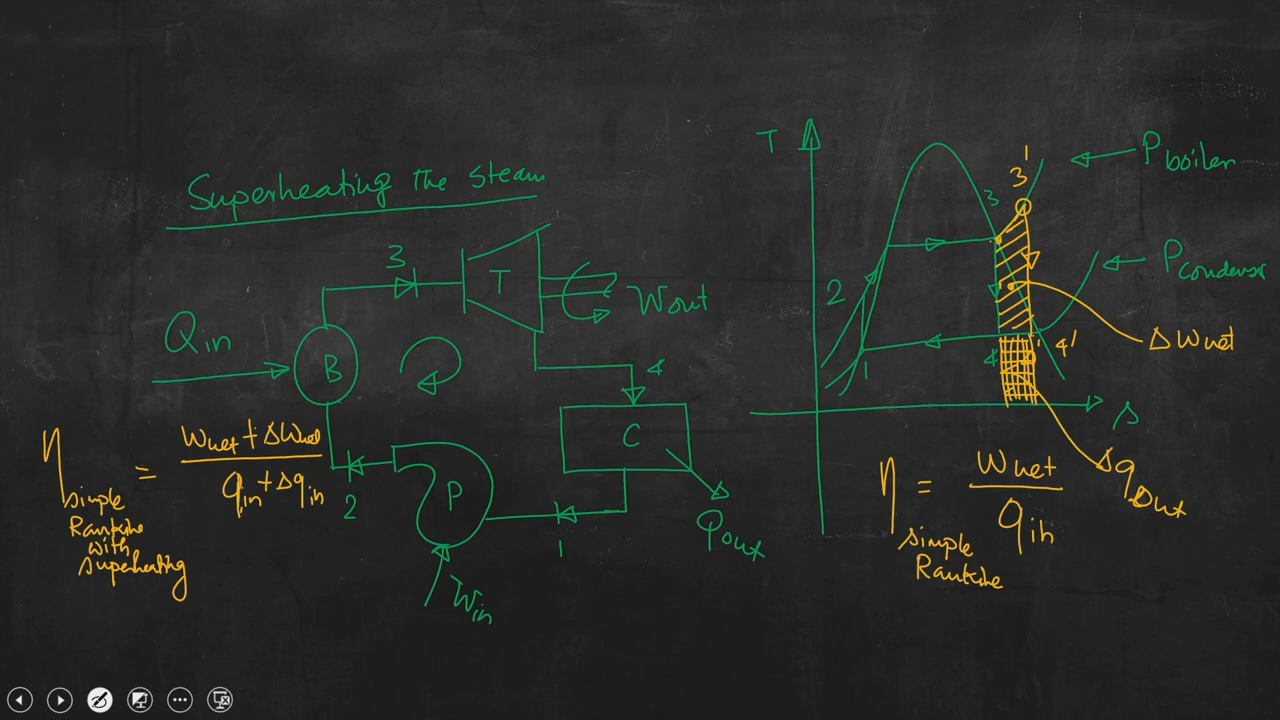 Superheating the steam
3
T
Wout
Qin
B
4
C
Qout
1
P
2
Win
η simple Rankine with superheating = Wnet + ΔWnet / qin + Δqin
T
3'
3
Pboiler
Pcondensor
2
ΔWnet
4
4'
1
s
Δqout
η simple Rankine = Wnet / qin